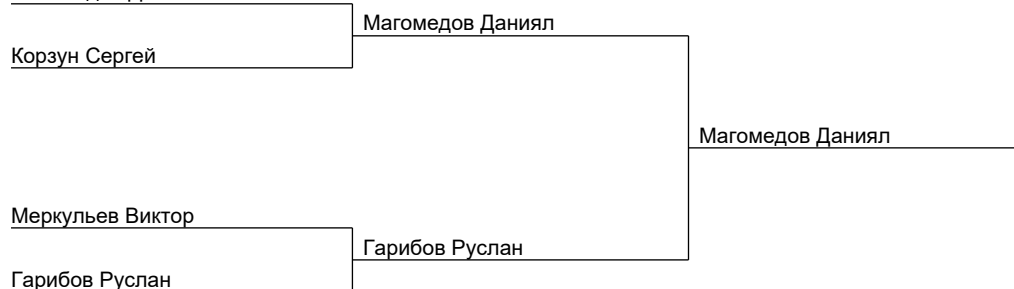 Магомедов Даниял
Корзун Сергей
Магомедов Даниял
Меркульев Виктор
Гарибов Руслан
Гарибов Руслан